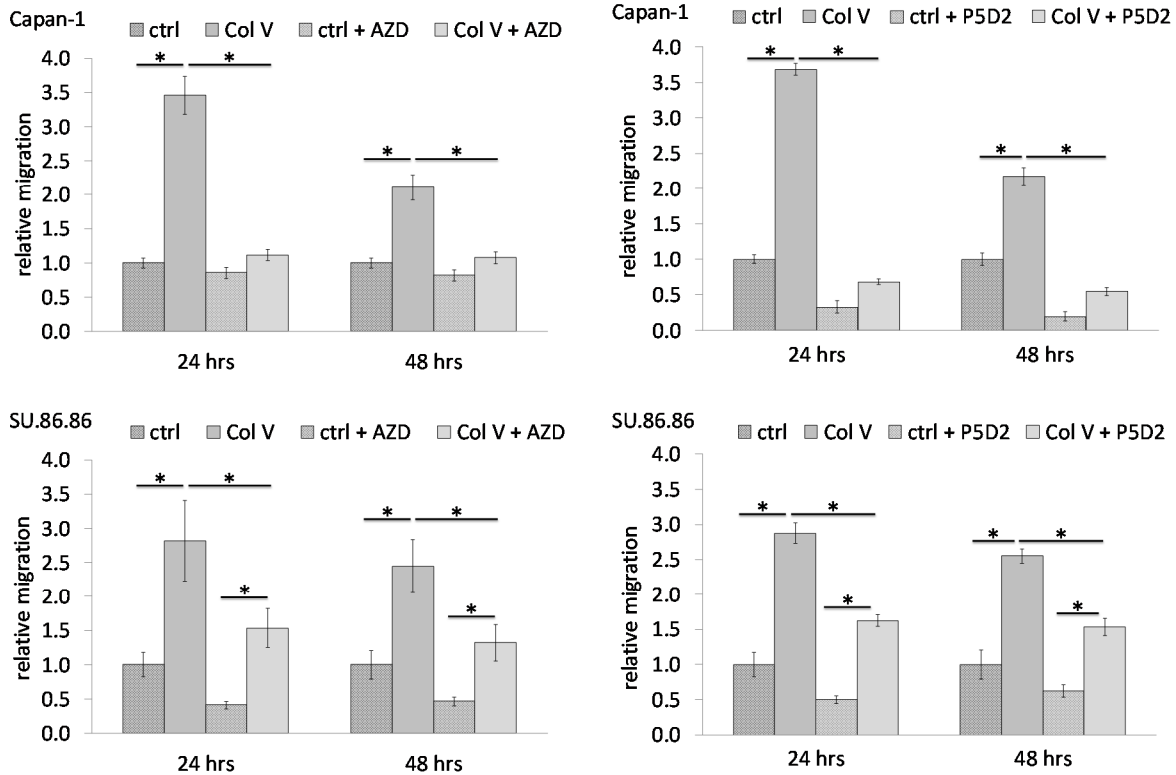 Capan-1
ctrl Col V ctrl + AZD Col V + AZD
relative migration
4.0
3.5
3.0
2.5
2.0
1.5
1.0
0.5
0.0
* *
* *
24 hrs 48 hrs
Capan-1
ctrl Col V ctrl + P5D2 Col V + P5D2
relative migration
4.0
3.5
3.0
2.5
2.0
1.5
1.0
0.5
0.0
* *
* *
24 hrs 48 hrs
SU.86.86
ctrl Col V ctrl + AZD Col V + AZD
relative migration
4.0
3.5
3.0
2.5
2.0
1.5
1.0
0.5
0.0
* * *
* * *
24 hrs 48 hrs
SU.86.86
ctrl Col V ctrl + P5D2 Col V + P5D2
relative migration
4.0
3.5
3.0
2.5
2.0
1.5
1.0
0.5
0.0
* * *
* * *
24 hrs 48 hrs